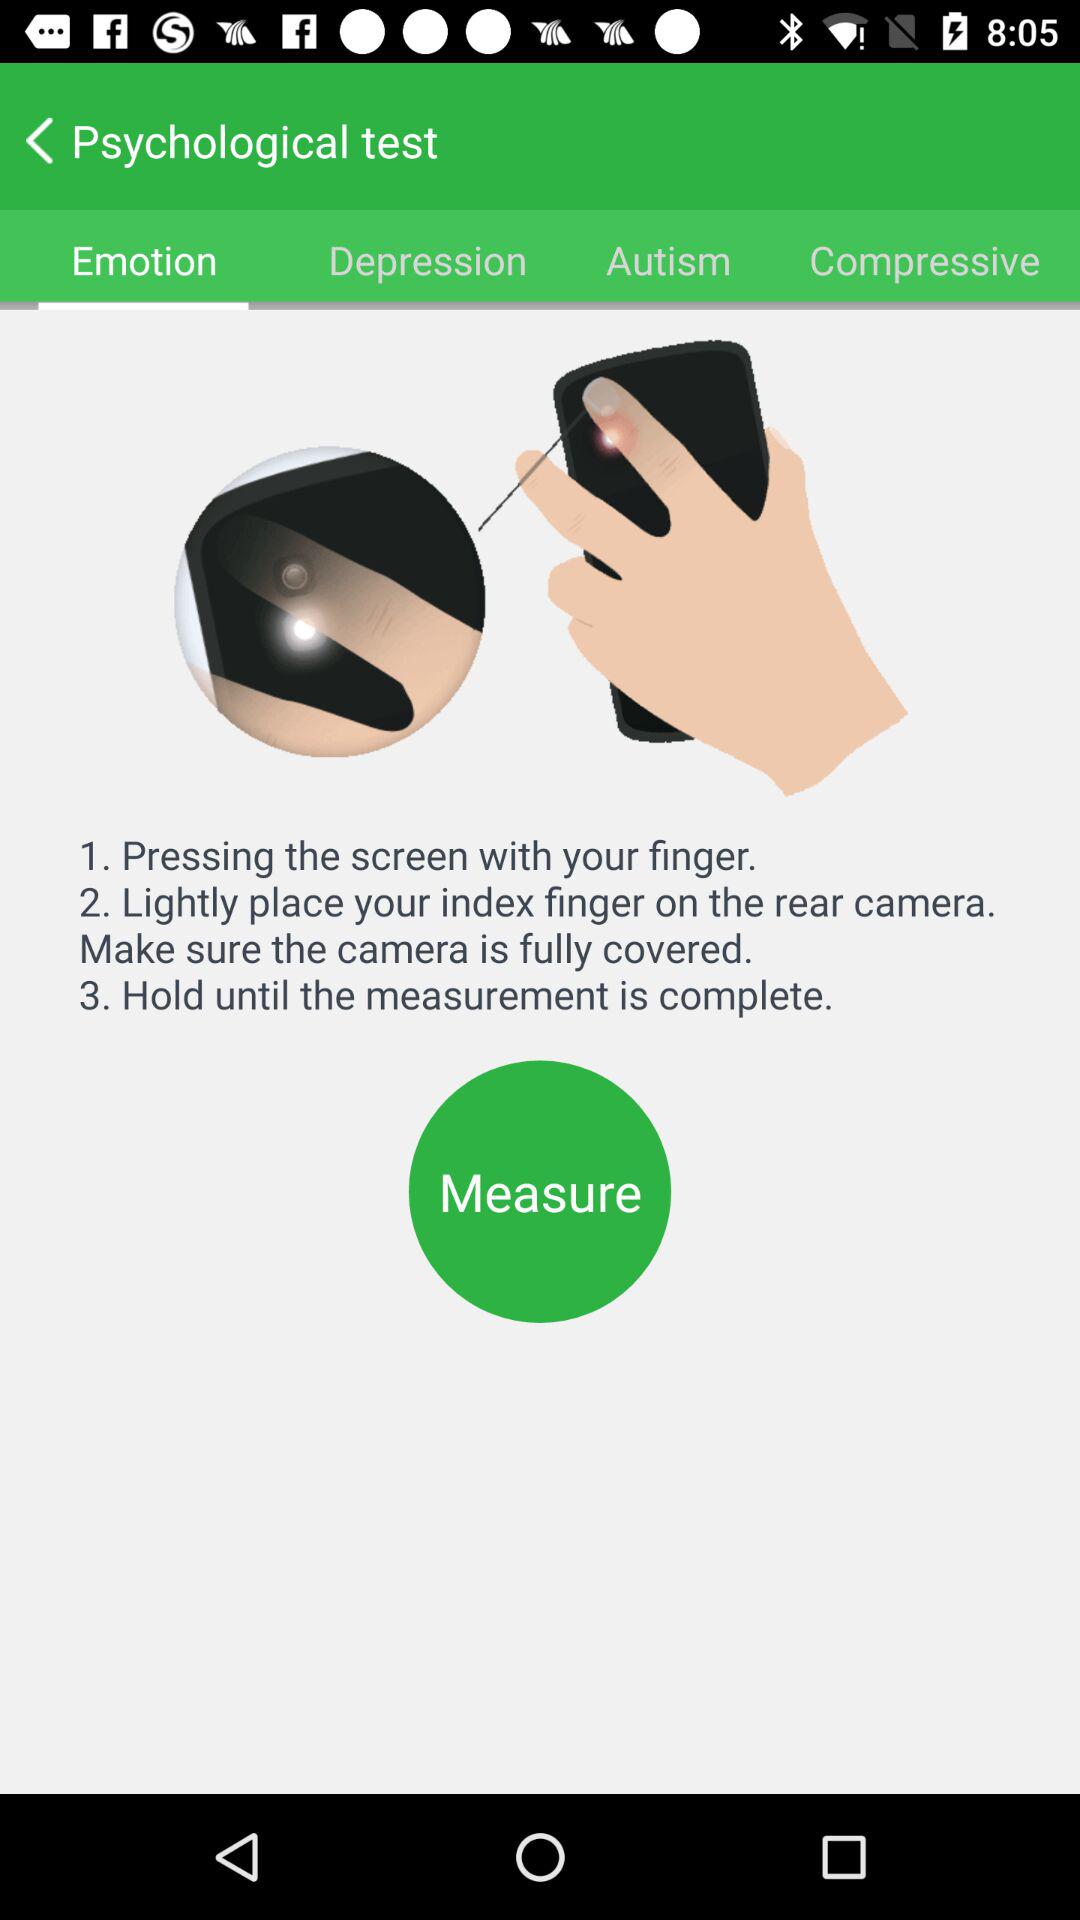 8:05
Psychological test
Emotion Depression Autism Compressive
1. Pressing the screen with your finger.
2. Lightly place your index finger on the rear camera.
Make sure the camera is fully covered.
3. Hold until the measurement is complete.
Measure